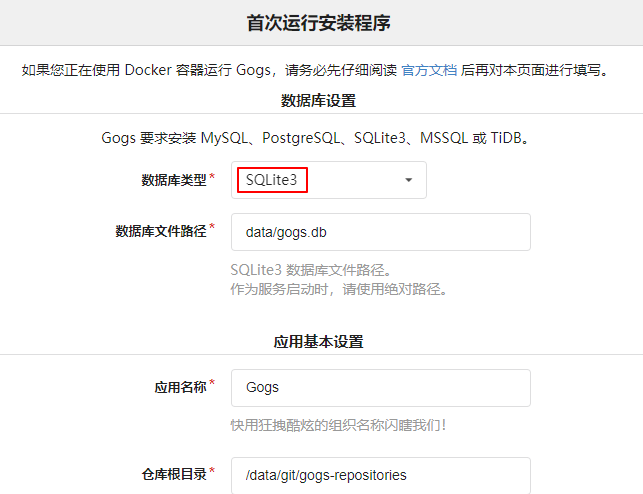 首次运行安装程序
如果您正在使用 Docker 容器运行 Gogs，请务必先仔细阅读 官方文档 后再对本页面进行填写。
数据库设置
Gogs 要求安装 MySQL、PostgreSQL、SQLite3、MSSQL 或 TiDB。
数据库类型* SQLite3
数据库文件路径* data/gogs.db
SQLite3 数据库文件路径。
作为服务启动时，请使用绝对路径。
应用基本设置
应用名称* Gogs
快用狂拽酷炫的组织名称闪瞎我们！
仓库根目录* /data/git/gogs-repositories